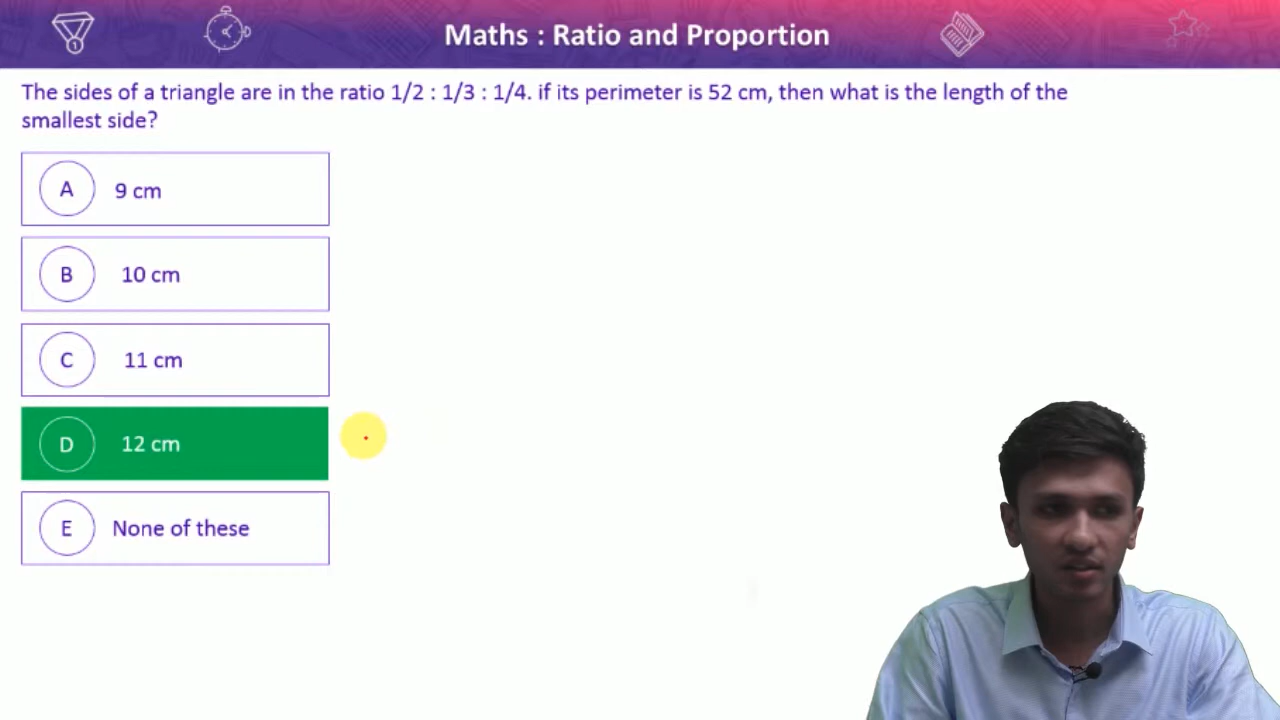 Maths : Ratio and Proportion
The sides of a triangle are in the ratio 1/2 : 1/3 : 1/4. if its perimeter is 52 cm, then what is the length of the
smallest side?
A 9 cm
B 10 cm
C 11 cm
D 12 cm
E None of these